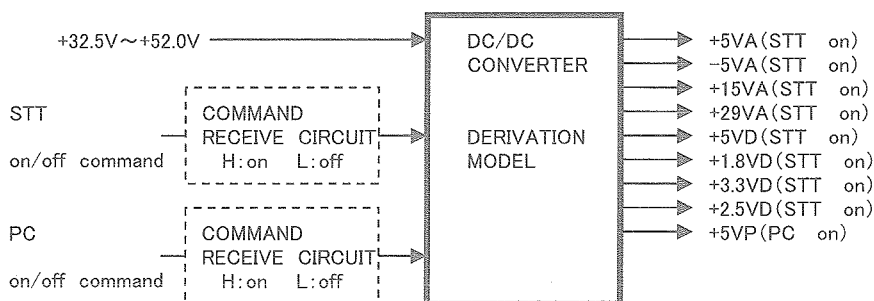 +32.5V～+52.0V
STT
on/off command
COMMAND
RECEIVE CIRCUIT
H:on L:off
PC
on/off command
COMMAND
RECEIVE CIRCUIT
H:on L:off
DC/DC
CONVERTER
DERIVATION
MODEL
+5VA(STT on)
-5VA(STT on)
+15VA(STT on)
+29VA(STT on)
+5VD(STT on)
+1.8VD(STT on)
+3.3VD(STT on)
+2.5VD(STT on)
+5VP(PC on)